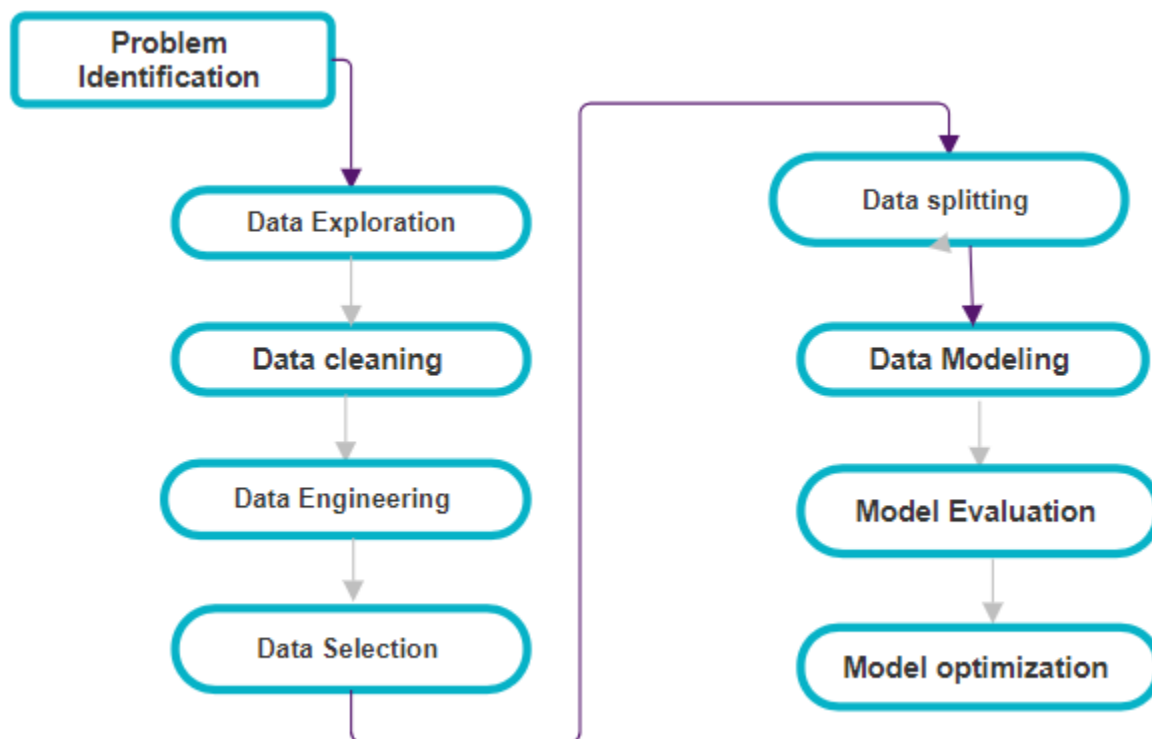 Problem
Identification
Data Exploration
Data cleaning
Data Engineering
Data Selection
Data splitting
Data Modeling
Model Evaluation
Model optimization